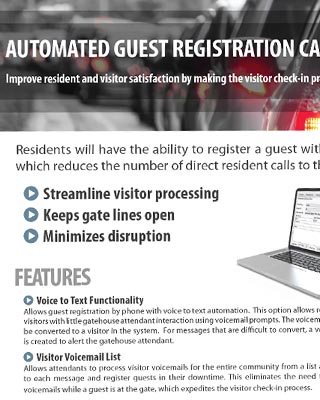 AUTOMATED GUEST REGISTRATION CA
Improve resident and visitor satisfaction by making the visitor check-in pr
Residents will have the ability to register a guest wit
which reduces the number of direct resident calls to th
Streamline visitor processing
Keeps gate lines open
Minimizes disruption
FEATURES
Voice to Text Functionality
Allows guest registration by phone with voice to text automation. This option allows r
visitors with little gatehouse attendant interaction using voicemail prompts. The voicem
be converted to a visitor in the system. For messages that are difficult to convert, a v
is created to alert the gatehouse attendant.
Visitor Voicemail List
Allows attendants to process visitor voicemails for the entire community from a list a
to each message and register guests in their downtime. This eliminates the need
voicemails while a guest is at the gate, which expedites the visitor check-in process.